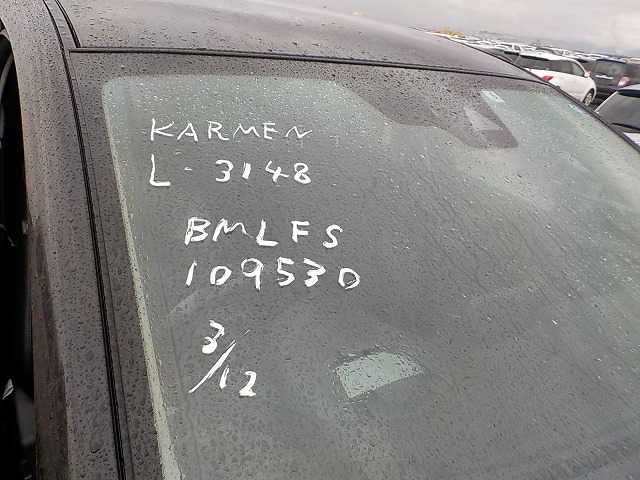 KARMEN
L-3148
BMLFS
109530
3/12